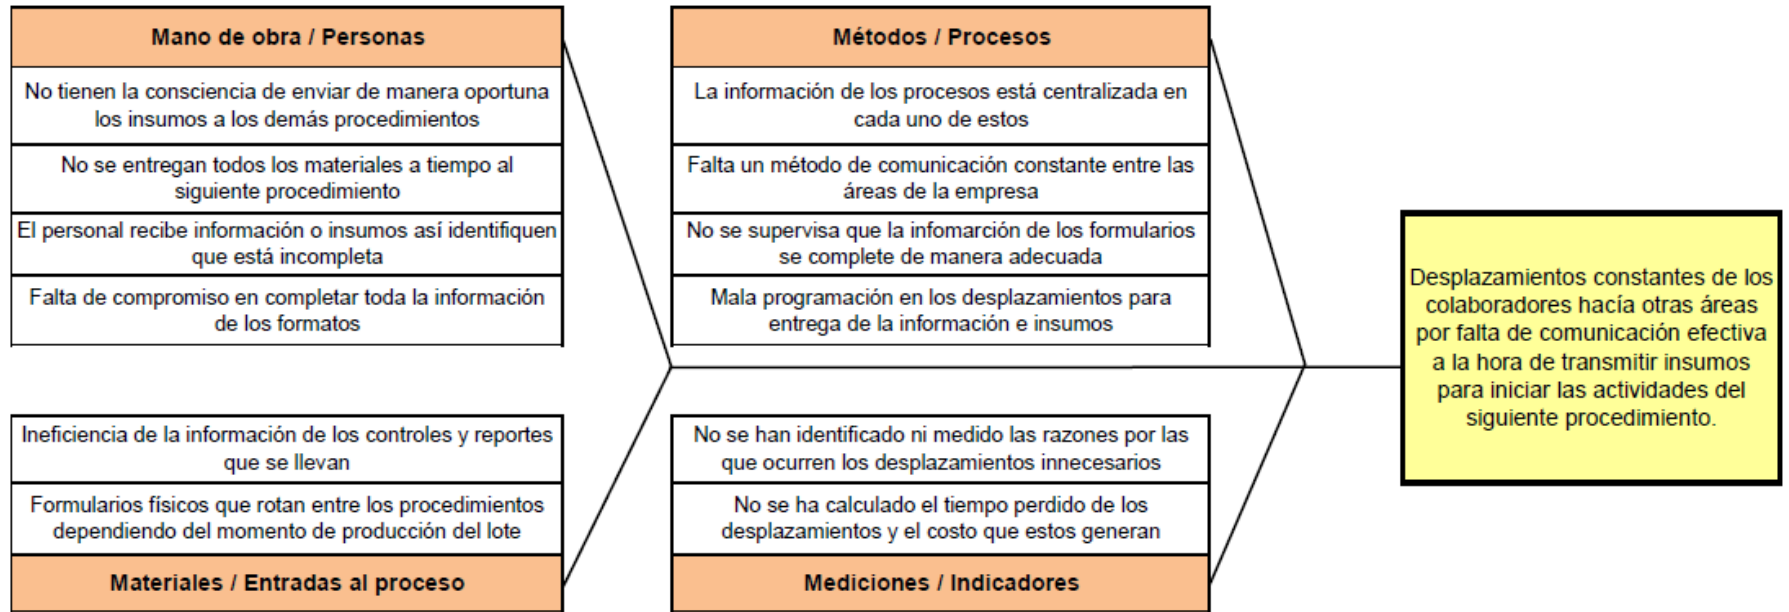 Mano de obra / Personas
No tienen la consciencia de enviar de manera oportuna
los insumos a los demás procedimientos
No se entregan todos los materiales a tiempo al
siguiente procedimiento
El personal recibe información o insumos así identifiquen
que está incompleta
Falta de compromiso en completar toda la información
de los formatos
Métodos / Procesos
La información de los procesos está centralizada en
cada uno de estos
Falta un método de comunicación constante entre las
áreas de la empresa
No se supervisa que la infomarción de los formularios
se complete de manera adecuada
Mala programación en los desplazamientos para
entrega de la información e insumos
Ineficiencia de la información de los controles y reportes
que se llevan
Formularios físicos que rotan entre los procedimientos
dependiendo del momento de producción del lote
Materiales / Entradas al proceso
No se han identificado ni medido las razones por las
que ocurren los desplazamientos innecesarios
No se ha calculado el tiempo perdido de los
desplazamientos y el costo que estos generan
Mediciones / Indicadores
Desplazamientos constantes de los
colaboradores hacía otras áreas
por falta de comunicación efectiva
a la hora de transmitir insumos
para iniciar las actividades del
siguiente procedimiento.